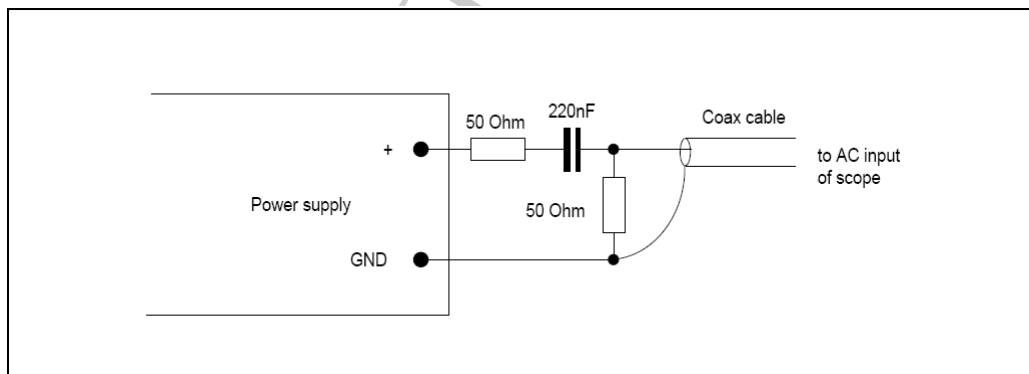 220nF
50 Ohm
Coax cable
+
to AC input
of scope
Power supply
50 Ohm
GND